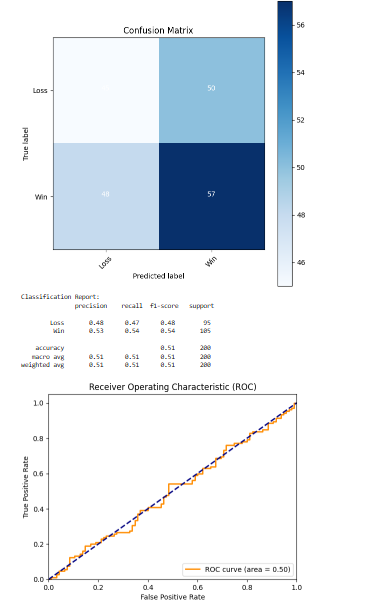 Confusion Matrix
56
54
52
50
48
46
True label
Loss
50
Win
48
57
Loss
Win
Predicted label
Classification Report:
precision recall f1-score support
Loss 0.48 0.47 0.48 95
Win 0.53 0.54 0.54 105
accuracy 0.51 200
macro avg 0.51 0.51 0.51 200
weighted avg 0.51 0.51 0.51 200
Receiver Operating Characteristic (ROC)
True Positive Rate
1.0
0.8
0.6
0.4
0.2
0.0
ROC curve (area = 0.50)
0.0 0.2 0.4 0.6 0.8 1.0
False Positive Rate